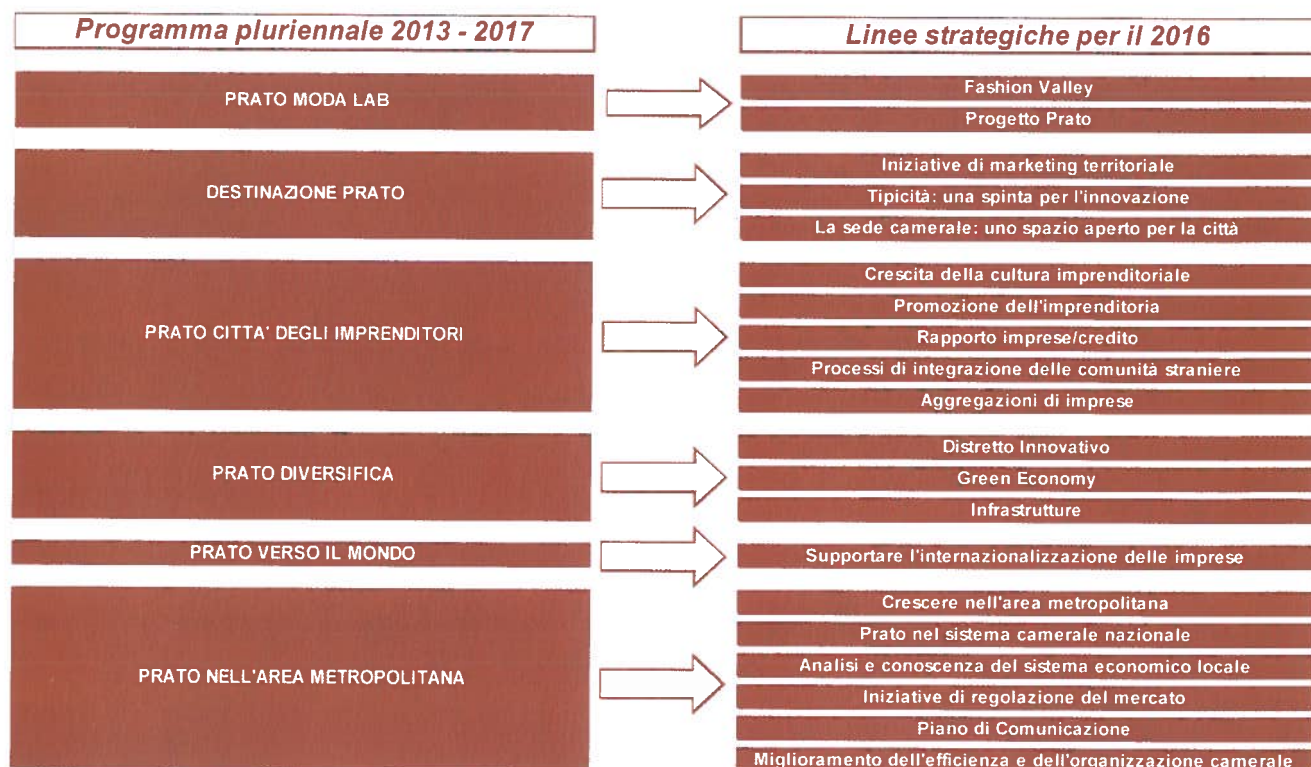 Programma pluriennale 2013 - 2017
Linee strategiche per il 2016
PRATO MODA LAB
Fashion Valley
Progetto Prato
DESTINAZIONE PRATO
Iniziative di marketing territoriale
Tipicità: una spinta per l'innovazione
La sede camerale: uno spazio aperto per la città
PRATO CITTA' DEGLI IMPRENDITORI
Crescita della cultura imprenditoriale
Promozione dell'imprenditoria
Rapporto imprese/credito
Processi di integrazione delle comunità straniere
Aggregazioni di imprese
PRATO DIVERSIFICA
Distretto Innovativo
Green Economy
Infrastrutture
PRATO VERSO IL MONDO
Supportare l'internazionalizzazione delle imprese
PRATO NELL'AREA METROPOLITANA
Crescere nell'area metropolitana
Prato nel sistema camerale nazionale
Analisi e conoscenza del sistema economico locale
Iniziative di regolazione del mercato
Piano di Comunicazione
Miglioramento dell'efficienza e dell'organizzazione camerale